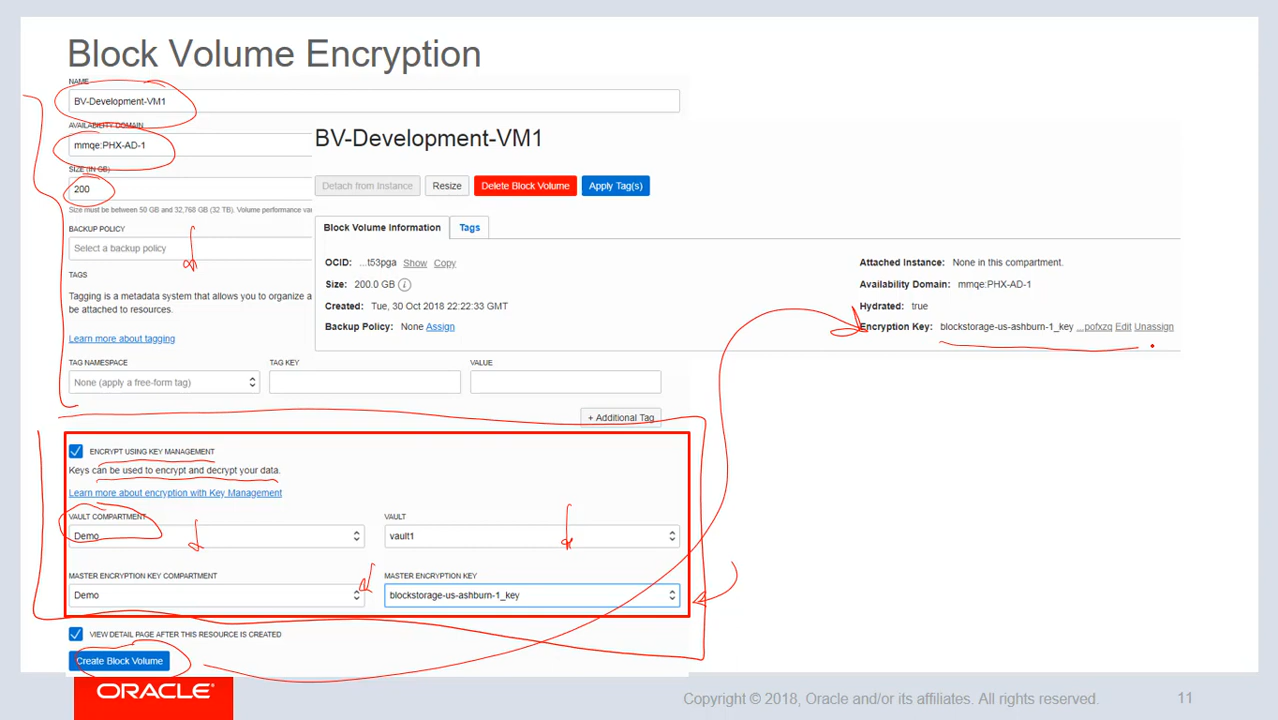 Block Volume Encryption
NAME
BV-Development-VM1
AVAILABILITY DOMAIN
mmqe:PHX-AD-1
SIZE (IN GB)
200
Size must be between 50 GB and 32,768 GB (32 TB). Volume performance va
BACKUP POLICY
Select a backup policy
TAGS
Tagging is a metadata system that allows you to organize a
be attached to resources.
Learn more about tagging
BV-Development-VM1
Detach from Instance Resize Delete Block Volume Apply Tag(s)
Block Volume Information Tags
OCID: ...t53pga Show Copy
Size: 200.0 GB i
Created: Tue, 30 Oct 2018 22:22:33 GMT
Backup Policy: None Assign
Attached Instance: None in this compartment.
Availability Domain: mmqe:PHX-AD-1
Hydrated: true
Encryption Key: blockstorage-us-ashburn-1_key ...pofxzq Edit Unassign
TAG NAMESPACE TAG KEY VALUE
None (apply a free-form tag)
+ Additional Tag
ENCRYPT USING KEY MANAGEMENT
Keys can be used to encrypt and decrypt your data.
Learn more about encryption with Key Management
VAULT COMPARTMENT VAULT
Demo vault1
MASTER ENCRYPTION KEY COMPARTMENT MASTER ENCRYPTION KEY
Demo blockstorage-us-ashburn-1_key
VIEW DETAIL PAGE AFTER THIS RESOURCE IS CREATED
Create Block Volume
ORACLE®
Copyright © 2018, Oracle and/or its affiliates. All rights reserved. 11